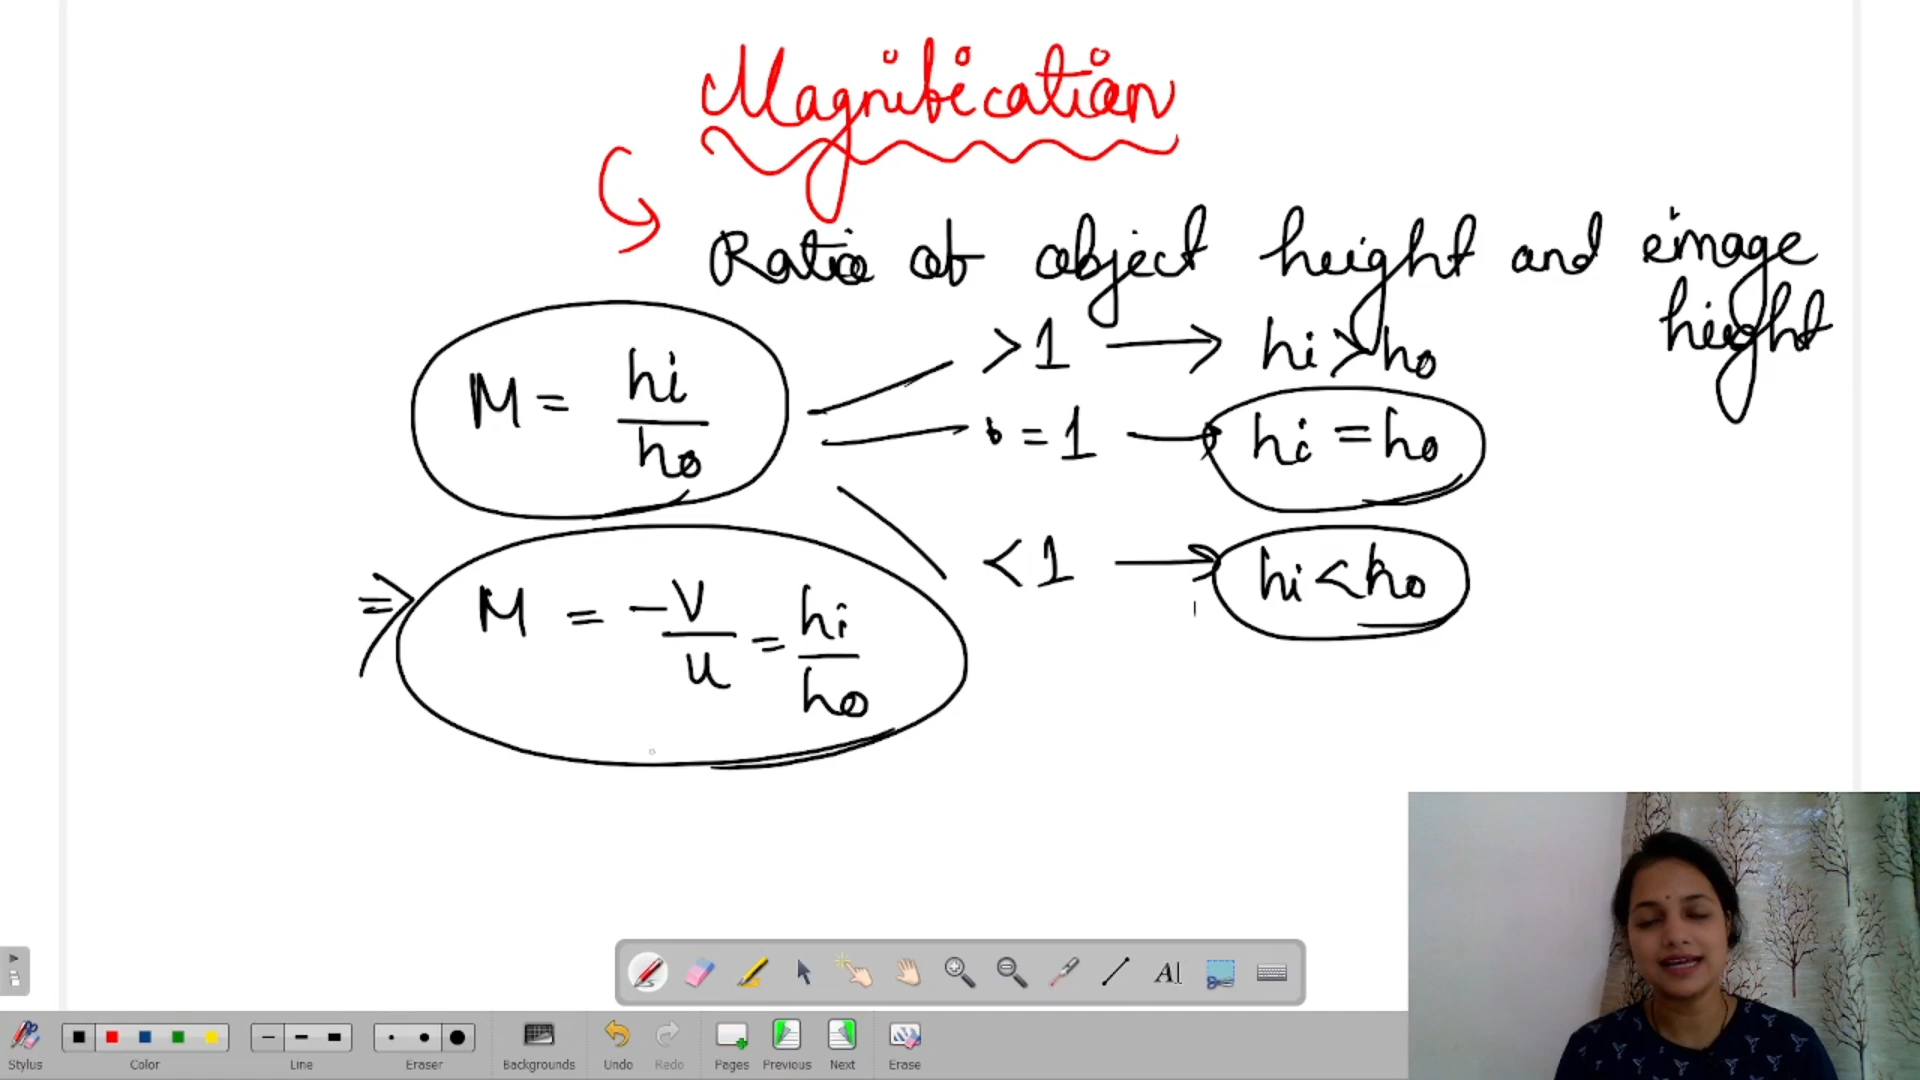 Magnification
Ratio of object height and image
height
M = hi/ho
>1 → hi > ho
= 1 → hi = ho
<1 → hi < ho
M = -V/u = hi/ho
Stylus
Color
Line
Eraser
Backgrounds
Undo
Redo
Pages
Previous
Next
Erase